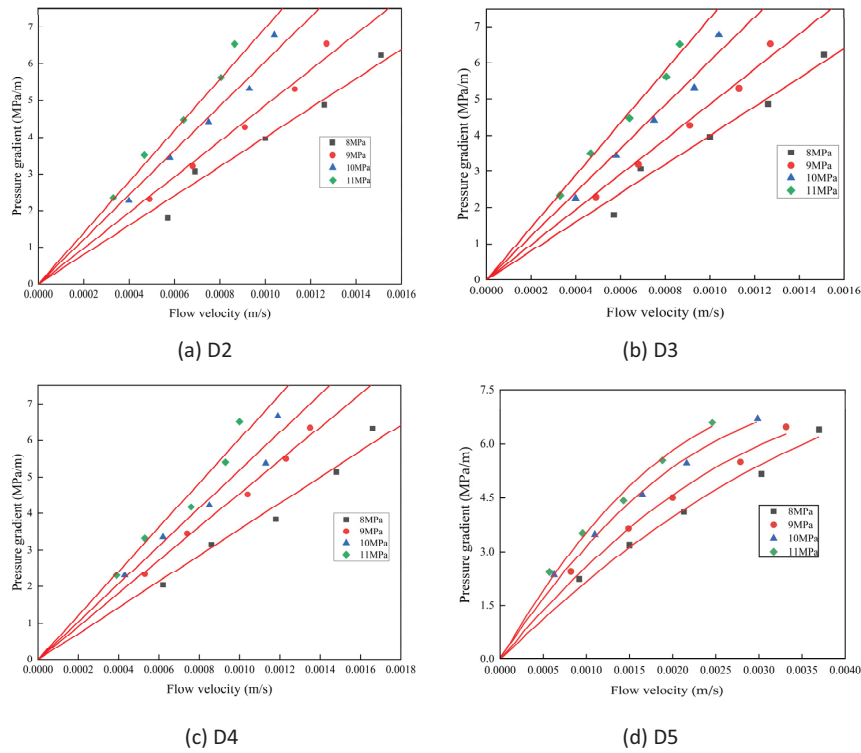 7
6
5
4
3
2
1
0
Pressure gradient (MPa/m)
8MPa
9MPa
10MPa
11MPa
0.0000 0.0002 0.0004 0.0006 0.0008 0.0010 0.0012 0.0014 0.0016
Flow velocity (m/s)
(a) D2
7
6
5
4
3
2
1
0
Pressure gradient (MPa/m)
8MPa
9MPa
10MPa
11MPa
0.0000 0.0002 0.0004 0.0006 0.0008 0.0010 0.0012 0.0014 0.0016
Flow velocity (m/s)
(b) D3
7
6
5
4
3
2
1
0
Pressure gradient (MPa/m)
8MPa
9MPa
10MPa
11MPa
0.0000 0.0002 0.0004 0.0006 0.0008 0.0010 0.0012 0.0014 0.0016 0.0018
Flow velocity (m/s)
(c) D4
7.5
6.0
4.5
3.0
1.5
0.0
Pressure gradient (MPa/m)
8MPa
9MPa
10MPa
11MPa
0.0000 0.0005 0.0010 0.0015 0.0020 0.0025 0.0030 0.0035 0.0040
Flow velocity (m/s)
(d) D5